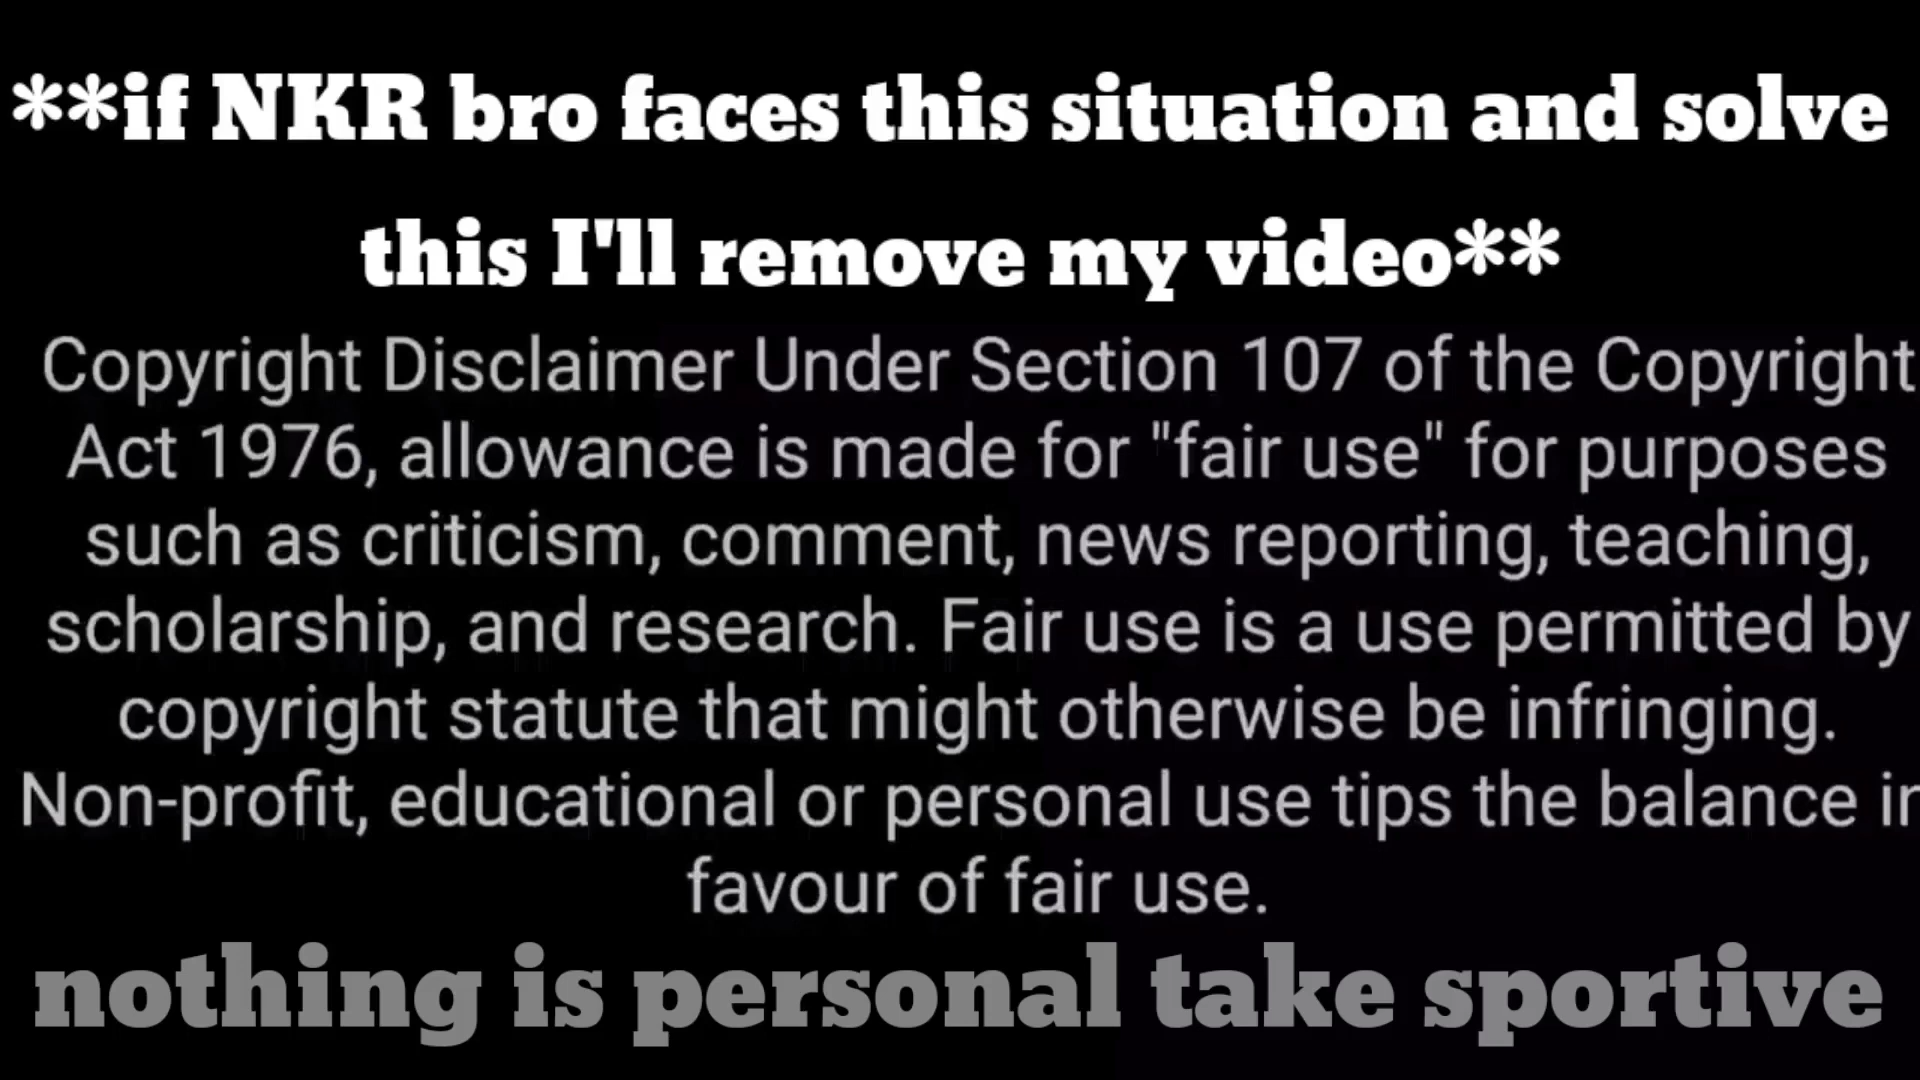 **if NKR bro faces this situation and solve
this I'll remove my video**
Copyright Disclaimer Under Section 107 of the Copyright
Act 1976, allowance is made for "fair use" for purposes
such as criticism, comment, news reporting, teaching,
scholarship, and research. Fair use is a use permitted by
copyright statute that might otherwise be infringing.
Non-profit, educational or personal use tips the balance in
favour of fair use.
nothing is personal take sportive